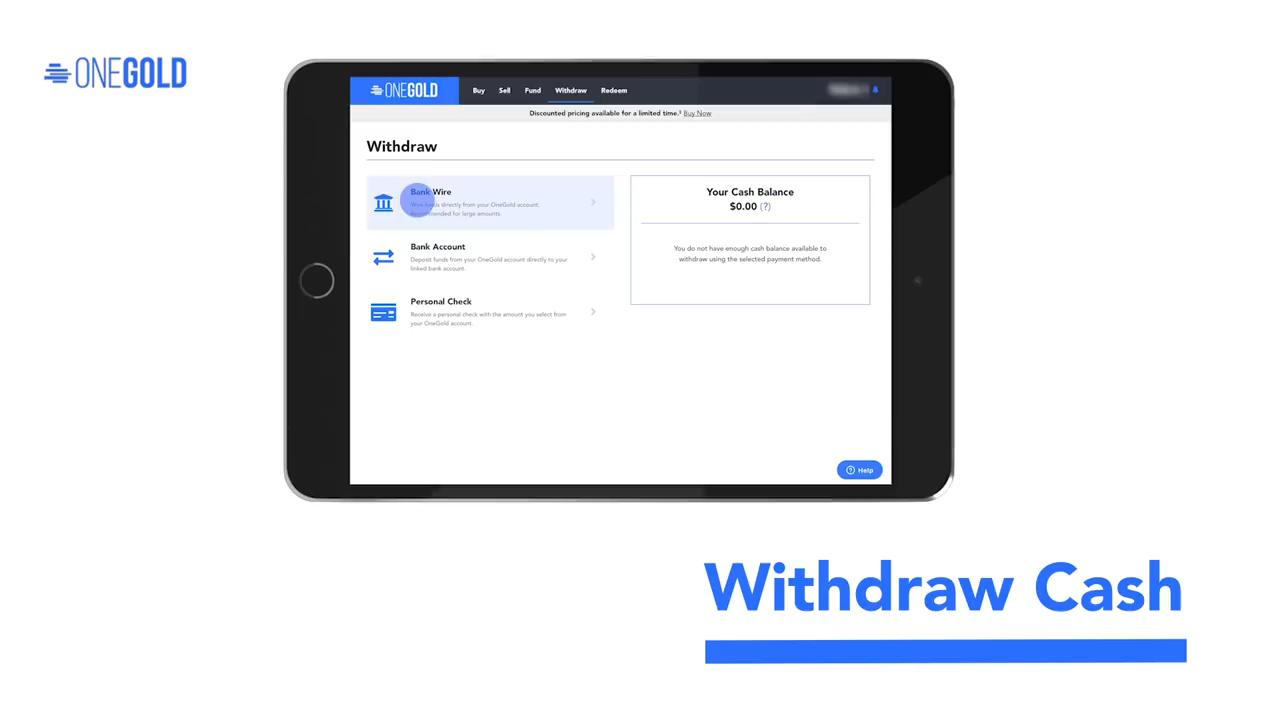 ONEGOLD
ONEGOLD
Buy Sell Fund Withdraw Redeem
Discounted pricing available for a limited time.² Buy Now
Withdraw
Bank Wire
Wire funds directly from your OneGold account.
Recommended for large amounts.
Bank Account
Deposit funds from your OneGold account directly to your
linked bank account.
Personal Check
Receive a personal check with the amount you select from
your OneGold account.
Your Cash Balance
$0.00 (?)
You do not have enough cash balance available to
withdraw using the selected payment method.
? Help
Withdraw Cash